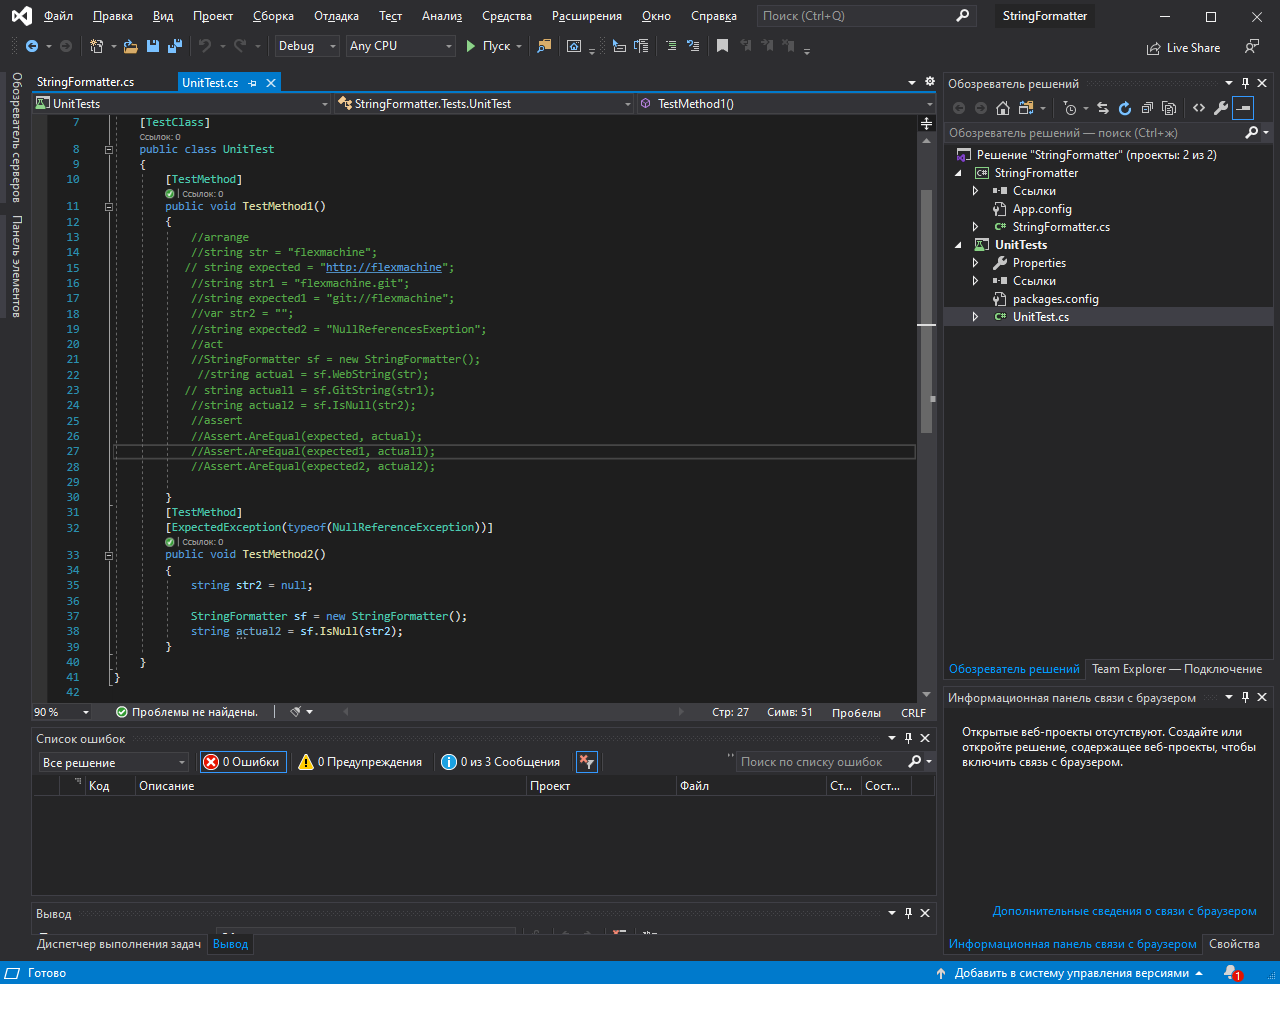 Файл Правка Вид Проект Сборка Отладка Тест Анализ Средства Расширения Окно Справка Поиск (Ctrl+Q) StringFormatter
Debug Any CPU Пуск Live Share
Обозреватель серверов
Панель элементов
StringFormatter.cs UnitTest.cs
UnitTests StringFormatter.Tests.UnitTest TestMethod1()
7 [TestClass]
Ссылок: 0
8 public class UnitTest
9 {
10 [TestMethod]
| Ссылок: 0
11 public void TestMethod1()
12 {
13 //arrange
14 //string str = "flexmachine";
15 // string expected = "http://flexmachine";
16 //string str1 = "flexmachine.git";
17 //string expected1 = "git://flexmachine";
18 //var str2 = "";
19 //string expected2 = "NullReferencesExeption";
20 //act
21 //StringFormatter sf = new StringFormatter();
22 //string actual = sf.WebString(str);
23 // string actual1 = sf.GitString(str1);
24 //string actual2 = sf.IsNull(str2);
25 //assert
26 //Assert.AreEqual(expected, actual);
27 //Assert.AreEqual(expected1, actual1);
28 //Assert.AreEqual(expected2, actual2);
29
30 }
31 [TestMethod]
32 [ExpectedException(typeof(NullReferenceException))]
| Ссылок: 0
33 public void TestMethod2()
34 {
35 string str2 = null;
36
37 StringFormatter sf = new StringFormatter();
38 string actual2 = sf.IsNull(str2);
39 }
40 }
41 }
42
90 % Проблемы не найдены. Стр: 27 Симв: 51 Пробелы CRLF
Список ошибок
Все решение 0 Ошибки 0 Предупреждения 0 из 3 Сообщения Поиск по списку ошибок
Код Описание Проект Файл Ст... Сост...
Вывод
Диспетчер выполнения задач Вывод
Обозреватель решений
Обозреватель решений — поиск (Ctrl+ж)
Решение "StringFormatter" (проекты: 2 из 2)
StringFromatter
Ссылки
App.config
StringFormatter.cs
UnitTests
Properties
Ссылки
packages.config
UnitTest.cs
Обозреватель решений Team Explorer — Подключение
Информационная панель связи с браузером
Открытые веб-проекты отсутствуют. Создайте или
откройте решение, содержащее веб-проекты, чтобы
включить связь с браузером.
Дополнительные сведения о связи с браузером
Информационная панель связи с браузером Свойства
Готово Добавить в систему управления версиями 1